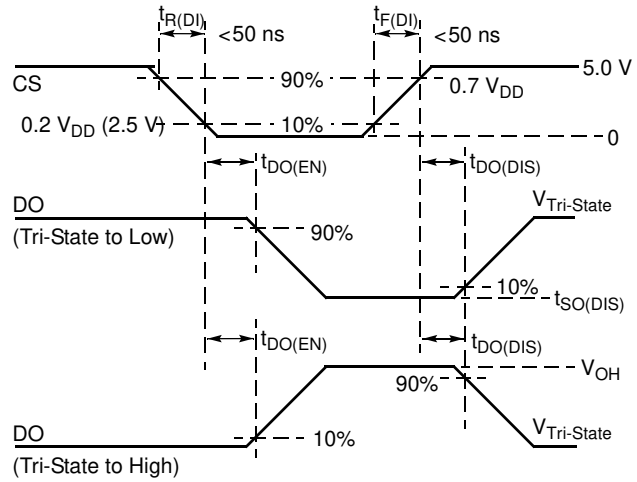 tR(DI) <50 ns tF(DI) <50 ns
5.0 V
CS 90% 0.7 VDD
0.2 VDD (2.5 V) 10% 0
tDO(EN) tDO(DIS)
DO VTri-State
(Tri-State to Low) 90%
10%
tSO(DIS)
tDO(EN) tDO(DIS)
VOH
90%
DO 10% VTri-State
(Tri-State to High)